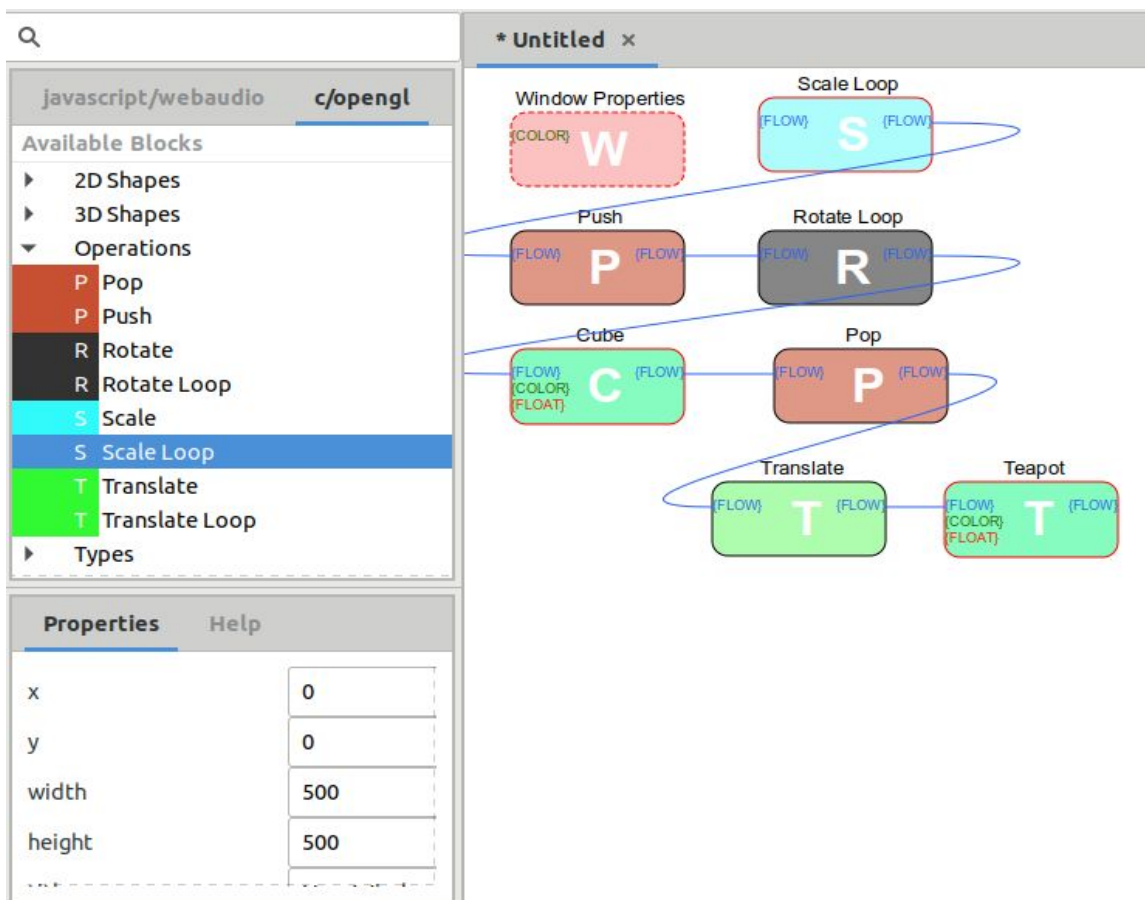 * Untitled ×
javascript/webaudio c/opengl
Available Blocks
2D Shapes
3D Shapes
Operations
P Pop
P Push
R Rotate
R Rotate Loop
S Scale
S Scale Loop
T Translate
T Translate Loop
Types
Properties Help
x 0
y 0
width 500
height 500
Window Properties
{COLOR} W
Scale Loop
{FLOW} S {FLOW}
Push
{FLOW} P {FLOW}
Rotate Loop
{FLOW} R {FLOW}
Cube
{FLOW} C {FLOW}
{COLOR}
{FLOAT}
Pop
{FLOW} P {FLOW}
Translate
{FLOW} T {FLOW}
Teapot
{FLOW} T {FLOW}
{COLOR}
{FLOAT}